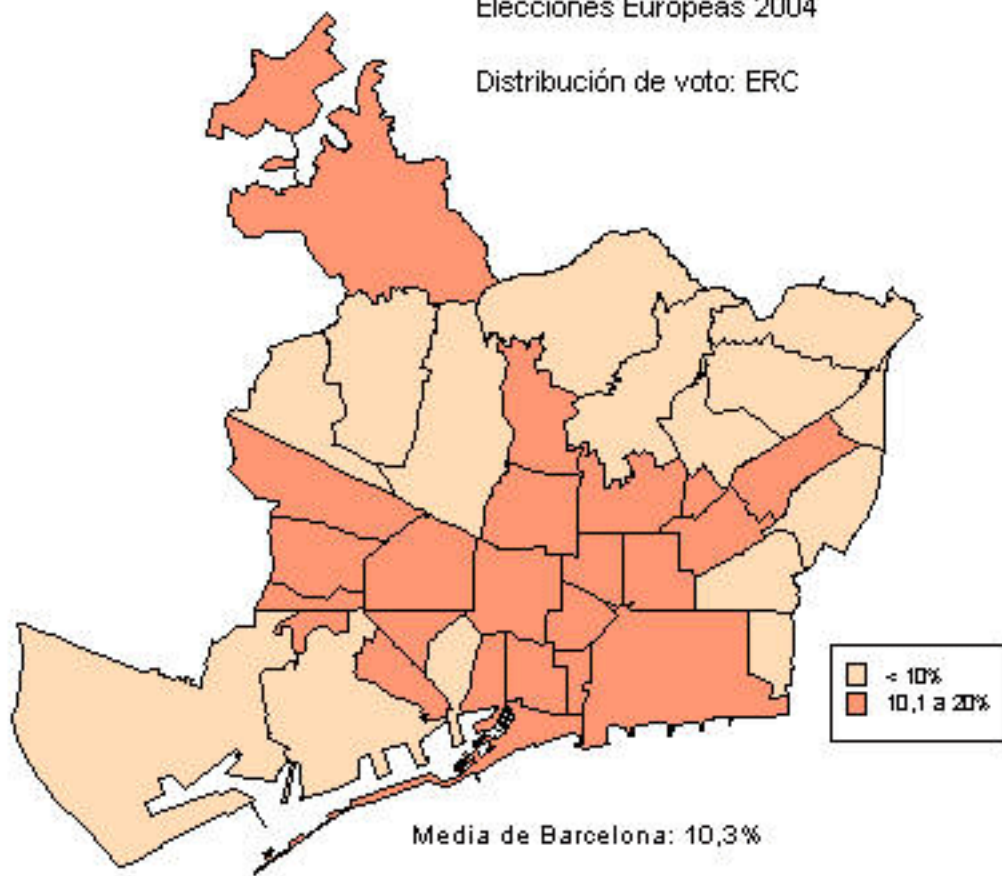 Elecciones Europeas 2004
Distribución de voto: ERC
< 10%
10,1 a 20%
Media de Barcelona: 10,3%